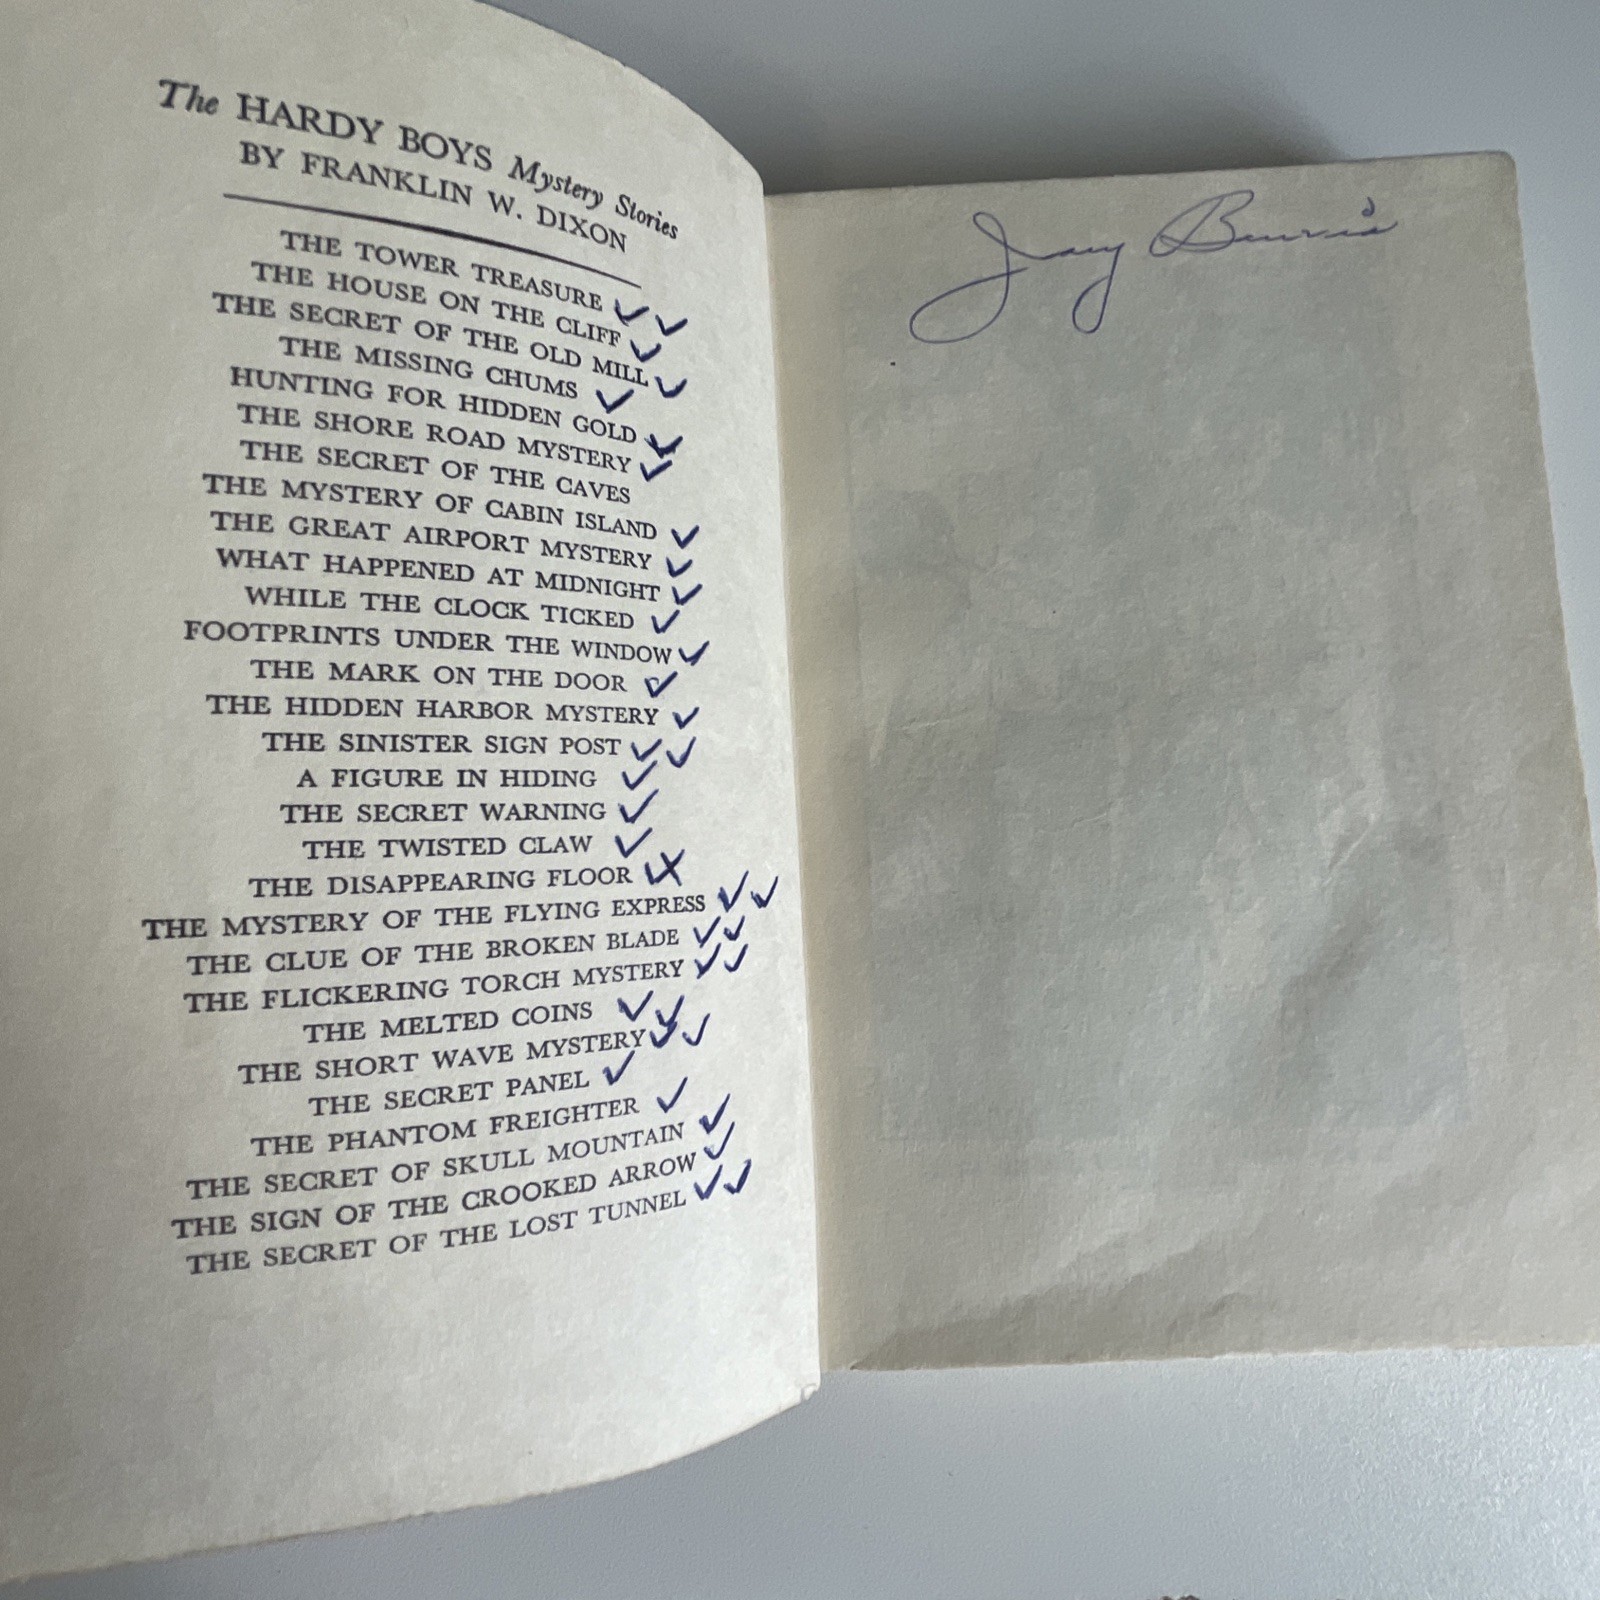 The HARDY BOYS Mystery Stories
BY FRANKLIN W. DIXON
THE TOWER TREASURE ✓ ✓
THE HOUSE ON THE CLIFF ✓
THE SECRET OF THE OLD MILL ✓
THE MISSING CHUMS ✓
HUNTING FOR HIDDEN GOLD ✓
THE SHORE ROAD MYSTERY ✓
THE SECRET OF THE CAVES
THE MYSTERY OF CABIN ISLAND ✓
THE GREAT AIRPORT MYSTERY ✓
WHAT HAPPENED AT MIDNIGHT ✓
WHILE THE CLOCK TICKED ✓
FOOTPRINTS UNDER THE WINDOW ✓
THE MARK ON THE DOOR ✓
THE HIDDEN HARBOR MYSTERY ✓
THE SINISTER SIGN POST ✓ ✓
A FIGURE IN HIDING ✓
THE SECRET WARNING ✓
THE TWISTED CLAW ✓
THE DISAPPEARING FLOOR ✓ X
THE MYSTERY OF THE FLYING EXPRESS ✓ ✓
THE CLUE OF THE BROKEN BLADE ✓ ✓
THE FLICKERING TORCH MYSTERY ✓ ✓
THE MELTED COINS ✓ ✓
THE SHORT WAVE MYSTERY ✓ ✓
THE SECRET PANEL ✓
THE PHANTOM FREIGHTER ✓
THE SECRET OF SKULL MOUNTAIN ✓
THE SIGN OF THE CROOKED ARROW ✓
THE SECRET OF THE LOST TUNNEL ✓ ✓